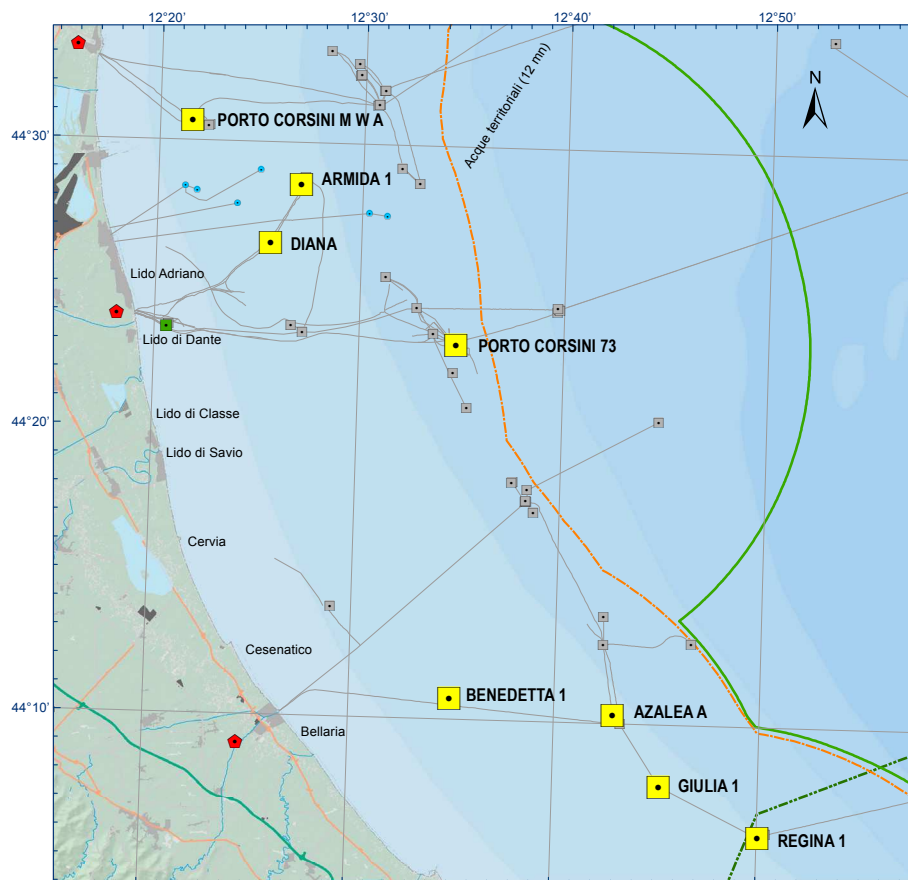 12°20'
12°30'
12°40'
12°50'
N
Acque territoriali (12 mn)
PORTO CORSINI M W A
44°30'
ARMIDA 1
DIANA
Lido Adriano
Lido di Dante
PORTO CORSINI 73
44°20'
Lido di Classe
Lido di Savio
Cervia
Cesenatico
BENEDETTA 1
44°10'
AZALEA A
Bellaria
GIULIA 1
REGINA 1